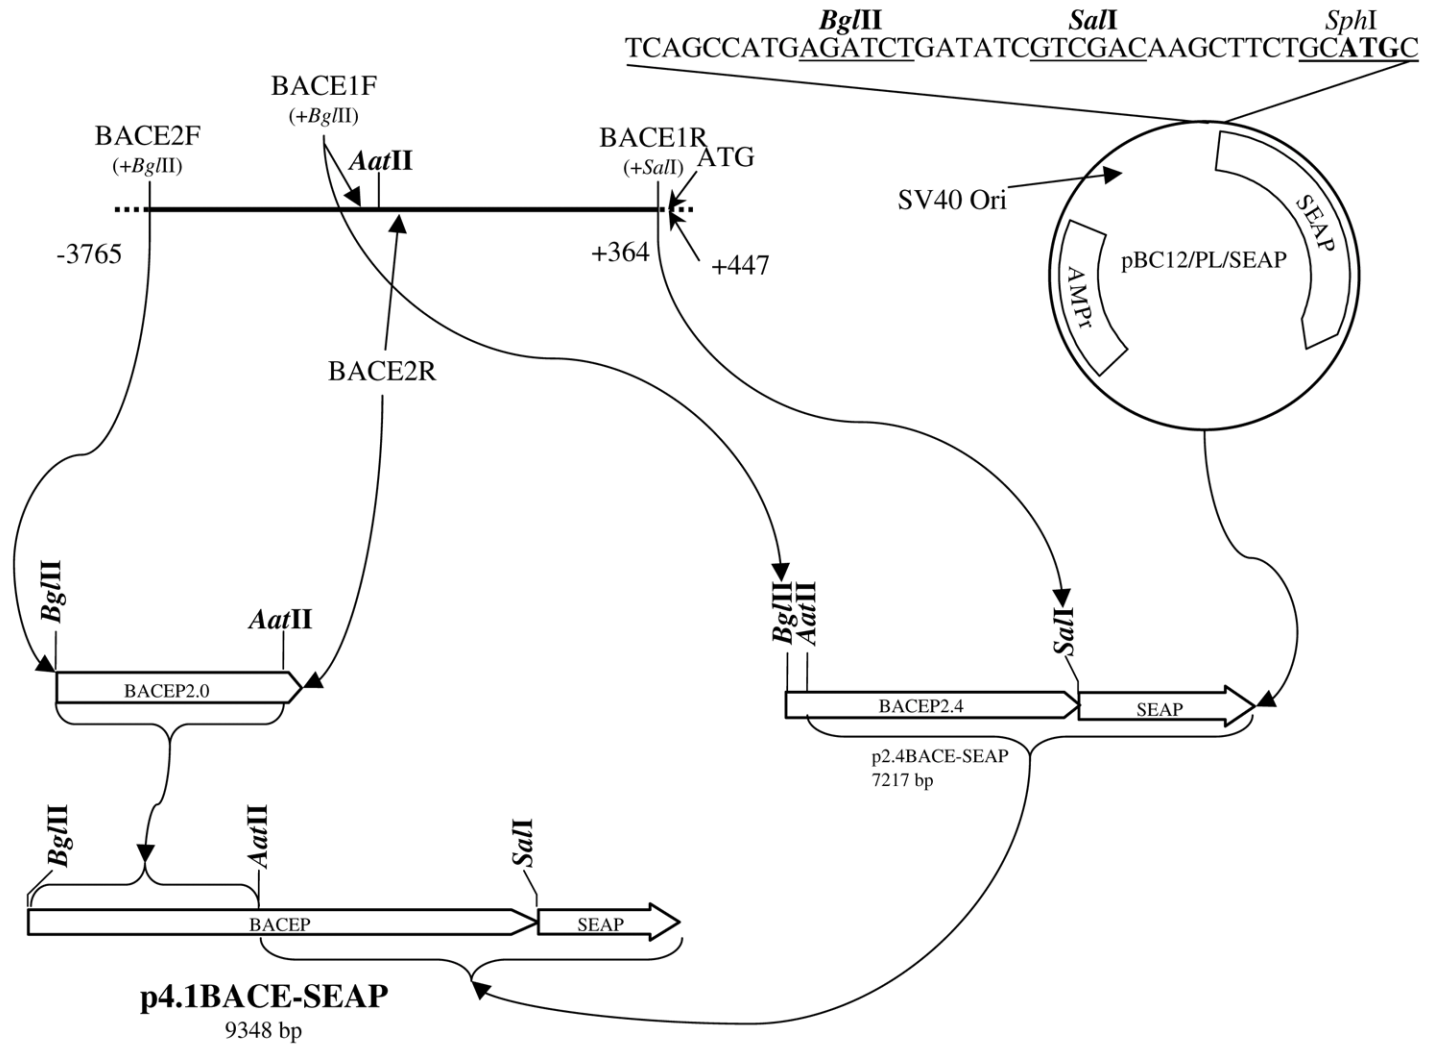 BglII SalI SphI
TCAGCCATGAGATCTGATATCGTCGACAAGCTTCTGCATGC
BACE1F
(+BglII)
BACE2F
(+BglII)
AatII
BACE1R
(+SalI)
ATG
-3765
+364
+447
BACE2R
SV40 Ori
SEAP
pBC12/PL/SEAP
AMPr
BglII
AatII
BACEP2.0
BglII
AatII
SalI
BACEP2.4
SEAP
p2.4BACE-SEAP
7217 bp
BglII
AatII
SalI
BACEP
SEAP
p4.1BACE-SEAP
9348 bp